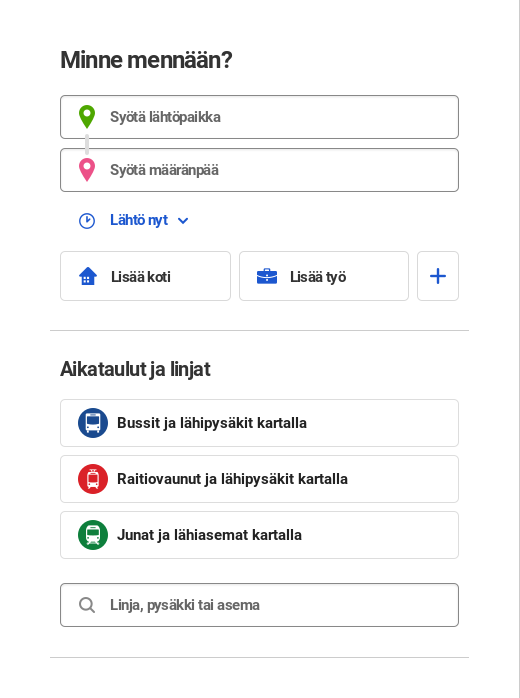 Minne mennään?
Syötä lähtöpaikka
Syötä määränpää
Lähtö nyt
Lisää koti
Lisää työ
Aikataulut ja linjat
Bussit ja lähipysäkit kartalla
Raitiovaunut ja lähipysäkit kartalla
Junat ja lähiasemat kartalla
Linja, pysäkki tai asema